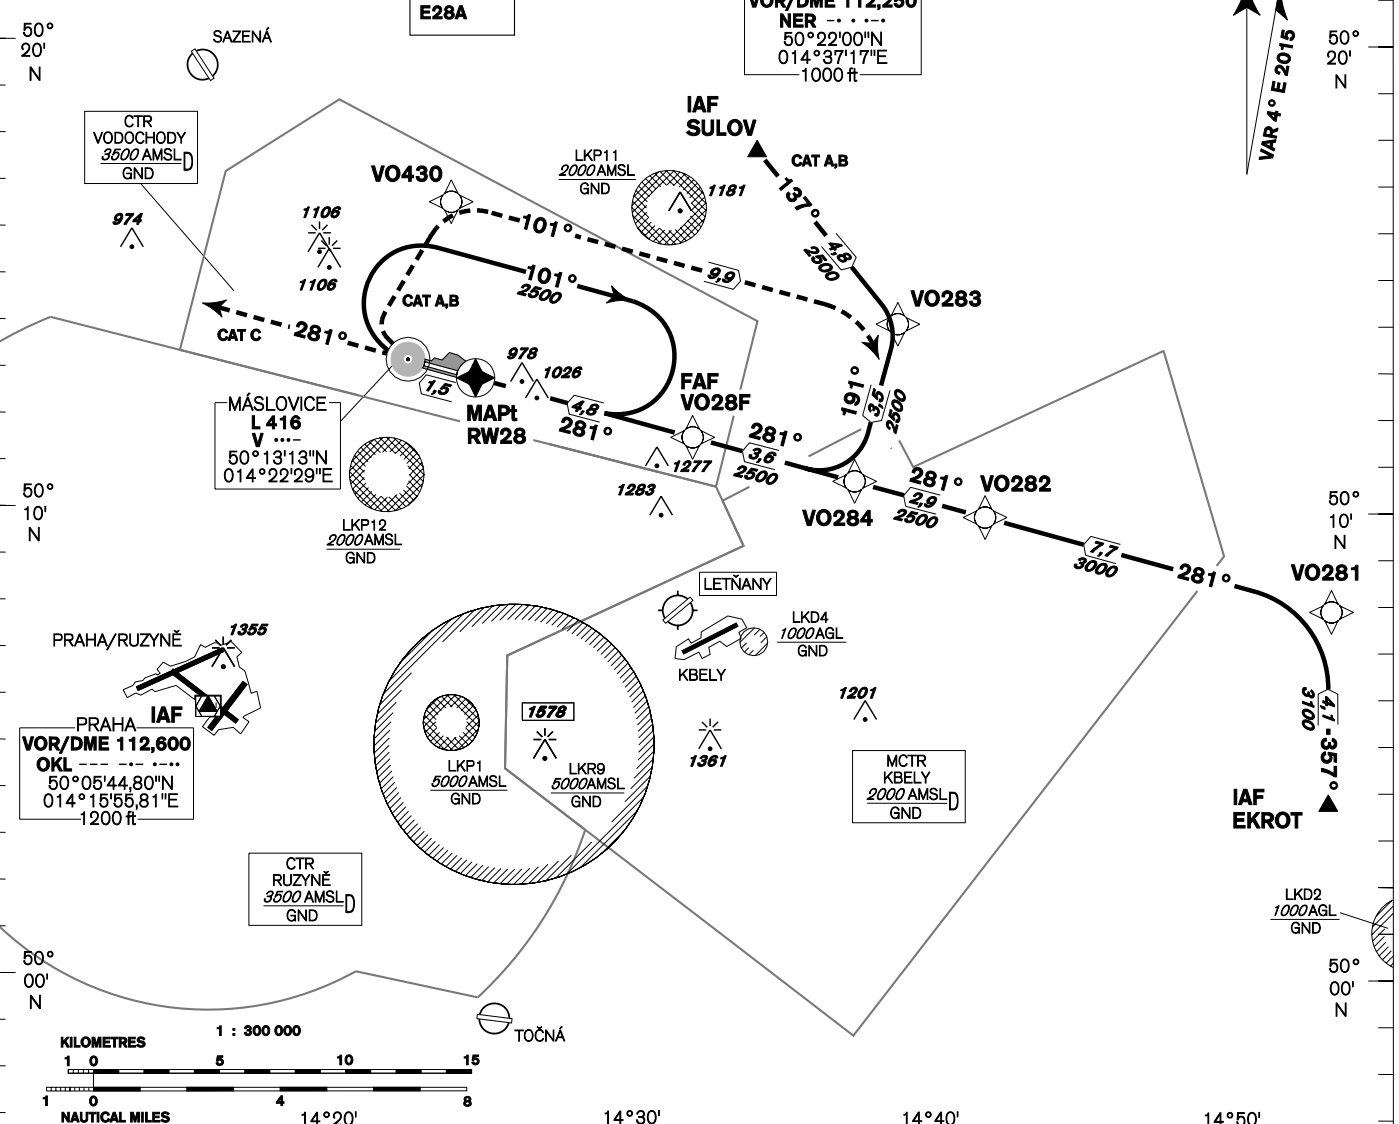 E28A
VOR/DME 112,250
NER
50°22'00"N
014°37'17"E
1000 ft
50°
20'
N
50°
20'
N
VAR 4° E 2015
SAZENÁ
CTR
VODOCHODY
3500 AMSL D
GND
IAF
SULOV
CAT A,B
137°
4,8
2500
LKP11
2000 AMSL
GND
1181
VO430
974
1106
1106
101°
9,9
101°
2500
CAT A,B
CAT C
281°
VO283
191°
3,5
2500
978
1026
1,5
MAPt
RW28
4,8
281°
FAF
VO28F
281°
3,6
2500
MÁSLOVICE
L 416
V
50°13'13"N
014°22'29"E
1277
1283
VO284
281°
2,9
2500
VO282
7,7
3000
281°
VO281
50°
10'
N
50°
10'
N
LKP12
2000 AMSL
GND
LETŇANY
KBELY
LKD4
1000 AGL
GND
PRAHA/RUZYNĚ
1355
IAF
PRAHA
VOR/DME 112,600
OKL
50°05'44,80"N
014°15'55,81"E
1200 ft
LKP1
5000 AMSL
GND
1578
LKR9
5000 AMSL
GND
1361
1201
MCTR
KBELY
2000 AMSL D
GND
4,1
3100
357°
IAF
EKROT
CTR
RUZYNĚ
3500 AMSL D
GND
LKD2
1000 AGL
GND
50°
00'
N
50°
00'
N
TOČNÁ
1 : 300 000
KILOMETRES
1 0 5 10 15
1 0 4 8
NAUTICAL MILES
14°20' 14°30' 14°40' 14°50'